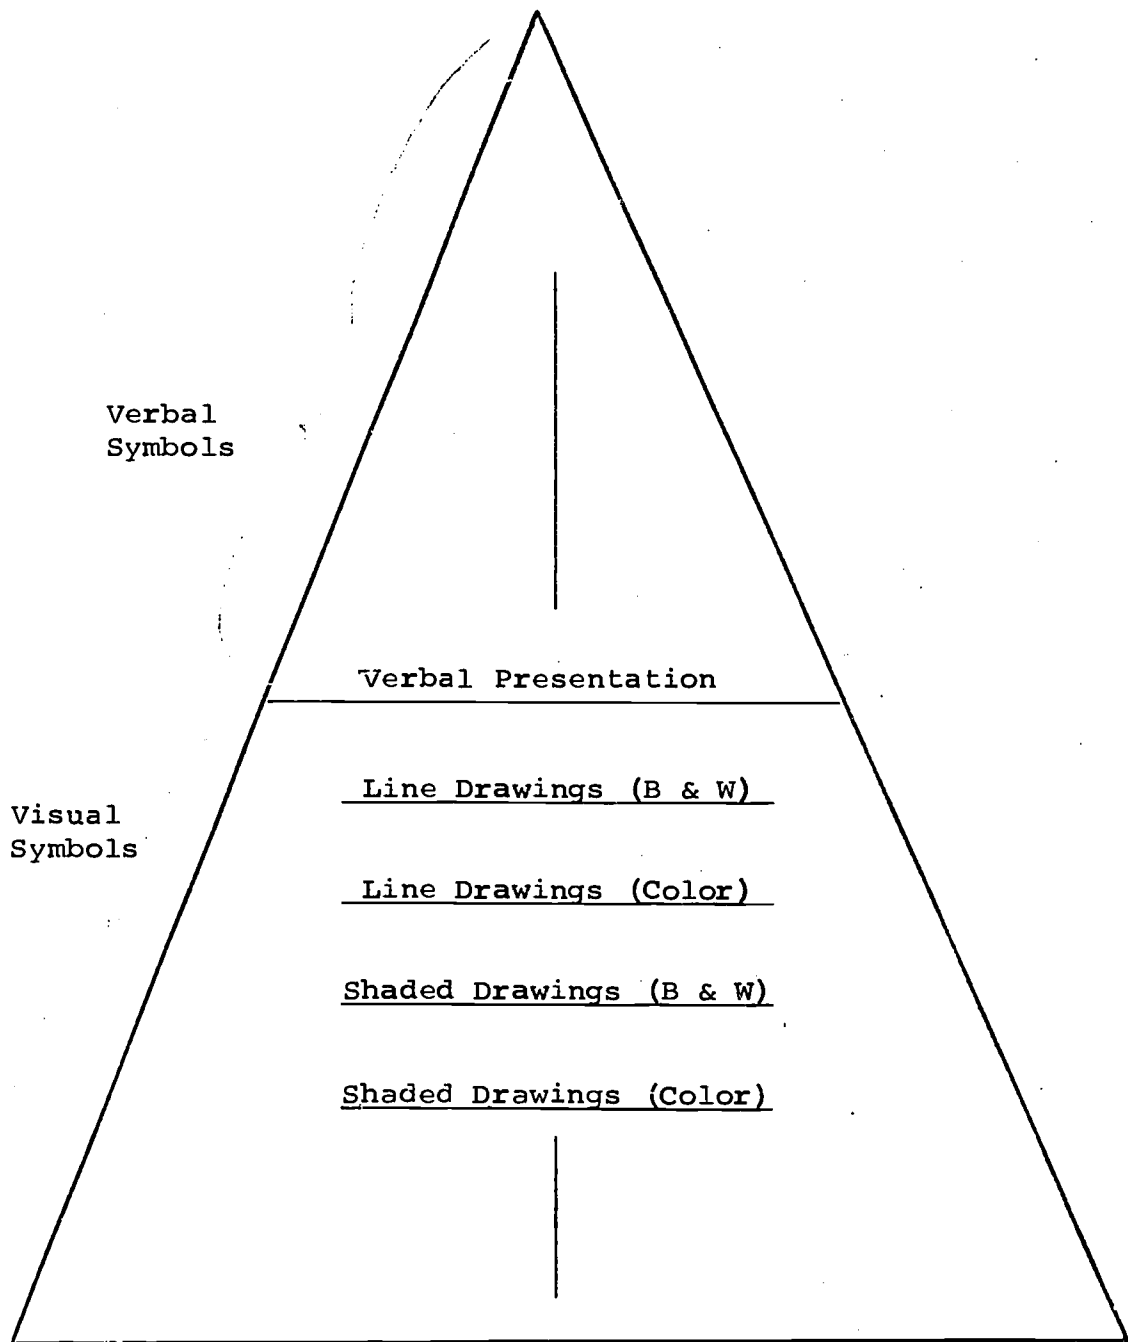 Verbal
Symbols
Verbal Presentation
Line Drawings (B & W)
Visual
Symbols
Line Drawings (Color)
Shaded Drawings (B & W)
Shaded Drawings (Color)